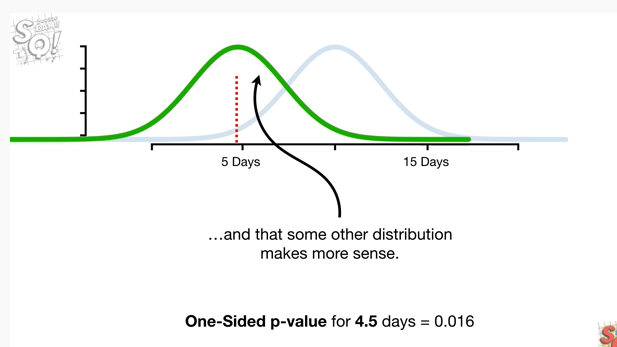 5 Days
15 Days
…and that some other distribution
makes more sense.
One-Sided p-value for 4.5 days = 0.016